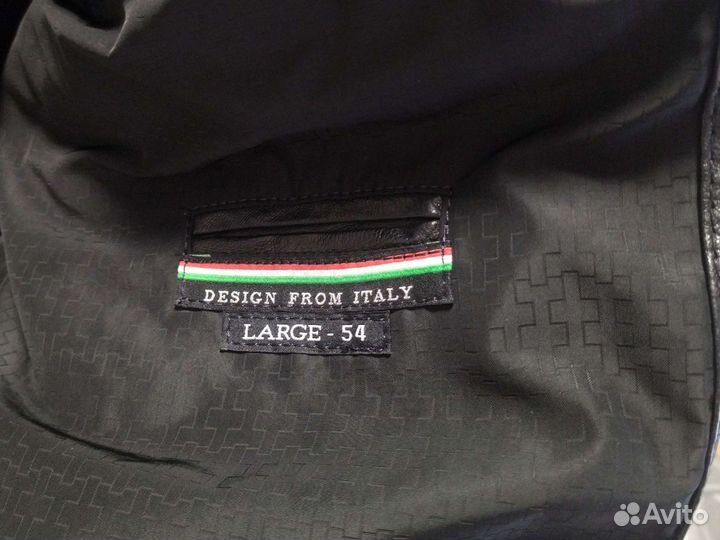 DESIGN FROM ITALY
LARGE - 54
Avito